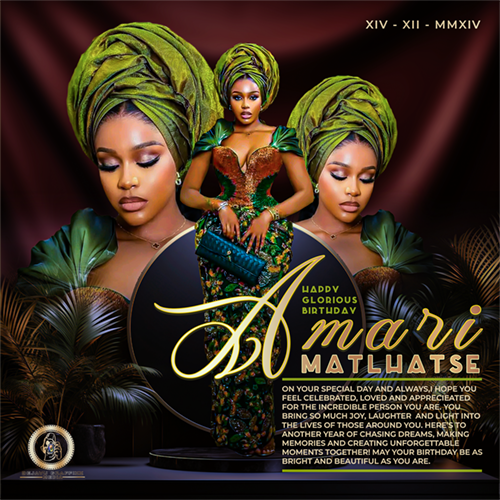 XIV - XII - MMXIV
HAPPY
GLORIOUS
BIRTHDAY
Amari
MATLHATSE
ON YOUR SPECIAL DAY AND ALWAYS,I HOPE YOU
FEEL CELEBRATED, LOVED AND APPRECIEATED
FOR THE INCREDIBLE PERSON YOU ARE. YOU
BRING SO MUCH JOY, LAUGHTER AND LIGHT INTO
THE LIVES OF THOSE AROUND YOU. HERE'S TO
ANOTHER YEAR OF CHASING DREAMS, MAKING
MEMORIES AND CREATING UNFORGETTABLE
MOMENTS TOGETHER! MAY YOUR BIRTHDAY BE AS
BRIGHT AND BEAUTIFUL AS YOU ARE.